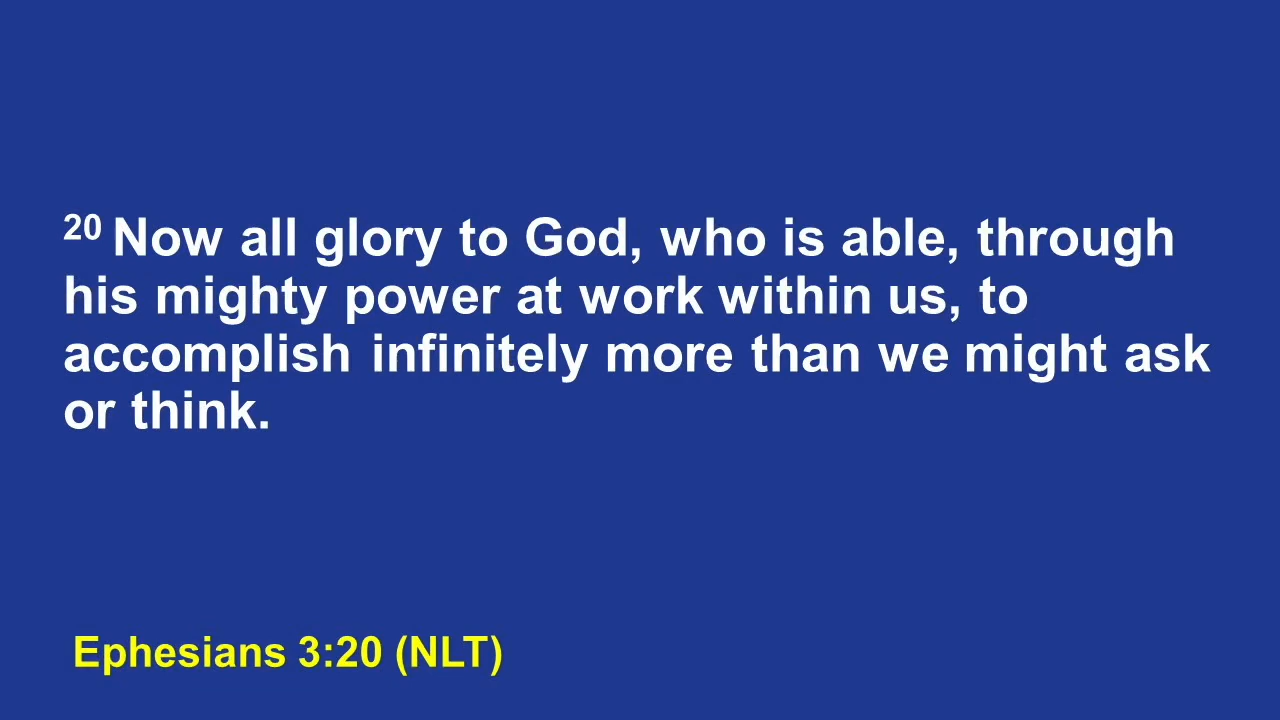 20 Now all glory to God, who is able, through
his mighty power at work within us, to
accomplish infinitely more than we might ask
or think.
Ephesians 3:20 (NLT)